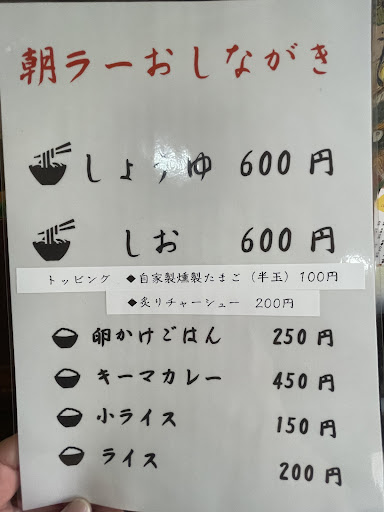 朝ラーおしながき
しょうゆ 600円
しお 600円
トッピング ◆自家製燻製たまご(半玉)100円
◆炙りチャーシュー 200円
卵かけごはん 250円
キーマカレー 450円
小ライス 150円
ライス 200円